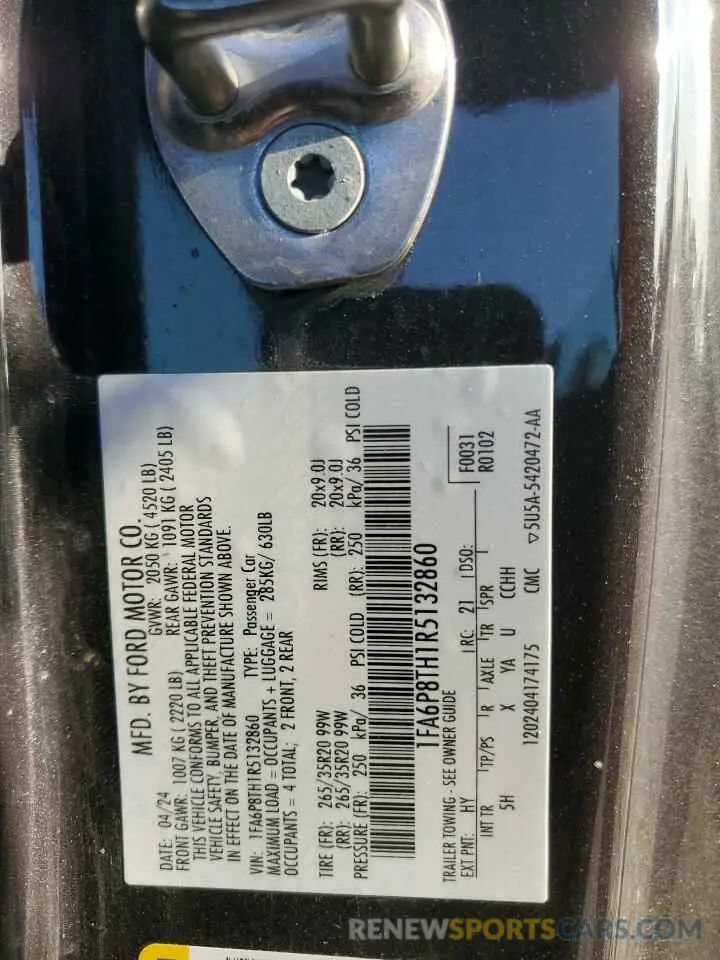 MFD. BY FORD MOTOR CO.
DATE: 04/24 GVWR: 2050 KG ( 4520 LB)
FRONT GAWR: 1007 KG ( 2220 LB) REAR GAWR: 1091 KG ( 2405 LB)
THIS VEHICLE CONFORMS TO ALL APPLICABLE FEDERAL MOTOR
VEHICLE SAFETY, BUMPER, AND THEFT PREVENTION STANDARDS
IN EFFECT ON THE DATE OF MANUFACTURE SHOWN ABOVE.
VIN: 1FA6P8TH1R5132860 TYPE: Passenger Car
MAXIMUM LOAD = OCCUPANTS + LUGGAGE = 285KG/ 630LB
OCCUPANTS = 4 TOTAL; 2 FRONT, 2 REAR
TIRE (FR): 265/35R20 99W RIMS (FR): 20x9.0J
(RR): 265/35R20 99W (RR): 20x9.0J
PRESSURE (FR): 250 kPa/ 36 PSI COLD (RR): 250 kPa/ 36 PSI COLD
1FA6P8TH1R5132860
TRAILER TOWING - SEE OWNER GUIDE F0031
EXT PNT: HY RC: 21 DSO: R0102
INT TR TP/PS R AXLE TR SPR
5H X YA U CCHH
1202404174175 CMC ▽5U5A-5420472-AA
RENEWSPORTSCARS.COM